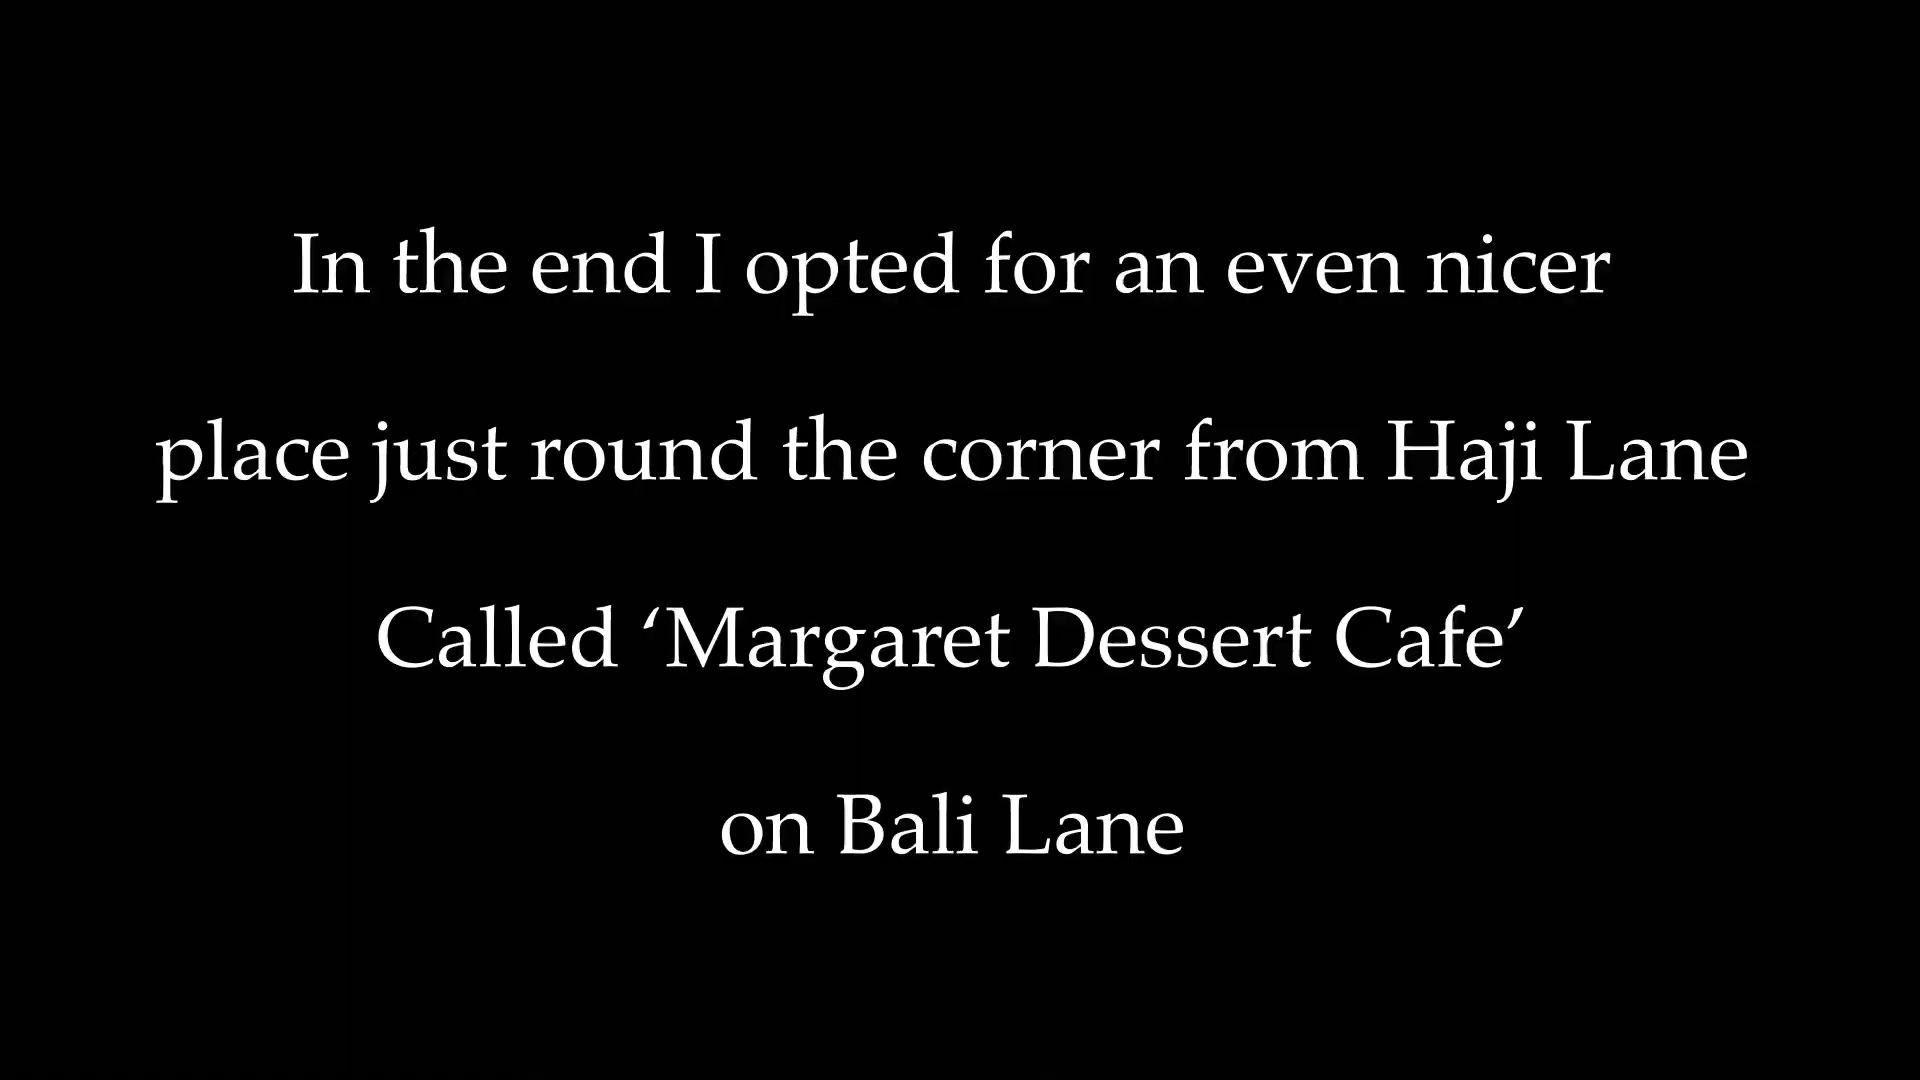 In the end I opted for an even nicer
place just round the corner from Haji Lane
Called ‘Margaret Dessert Cafe’
on Bali Lane